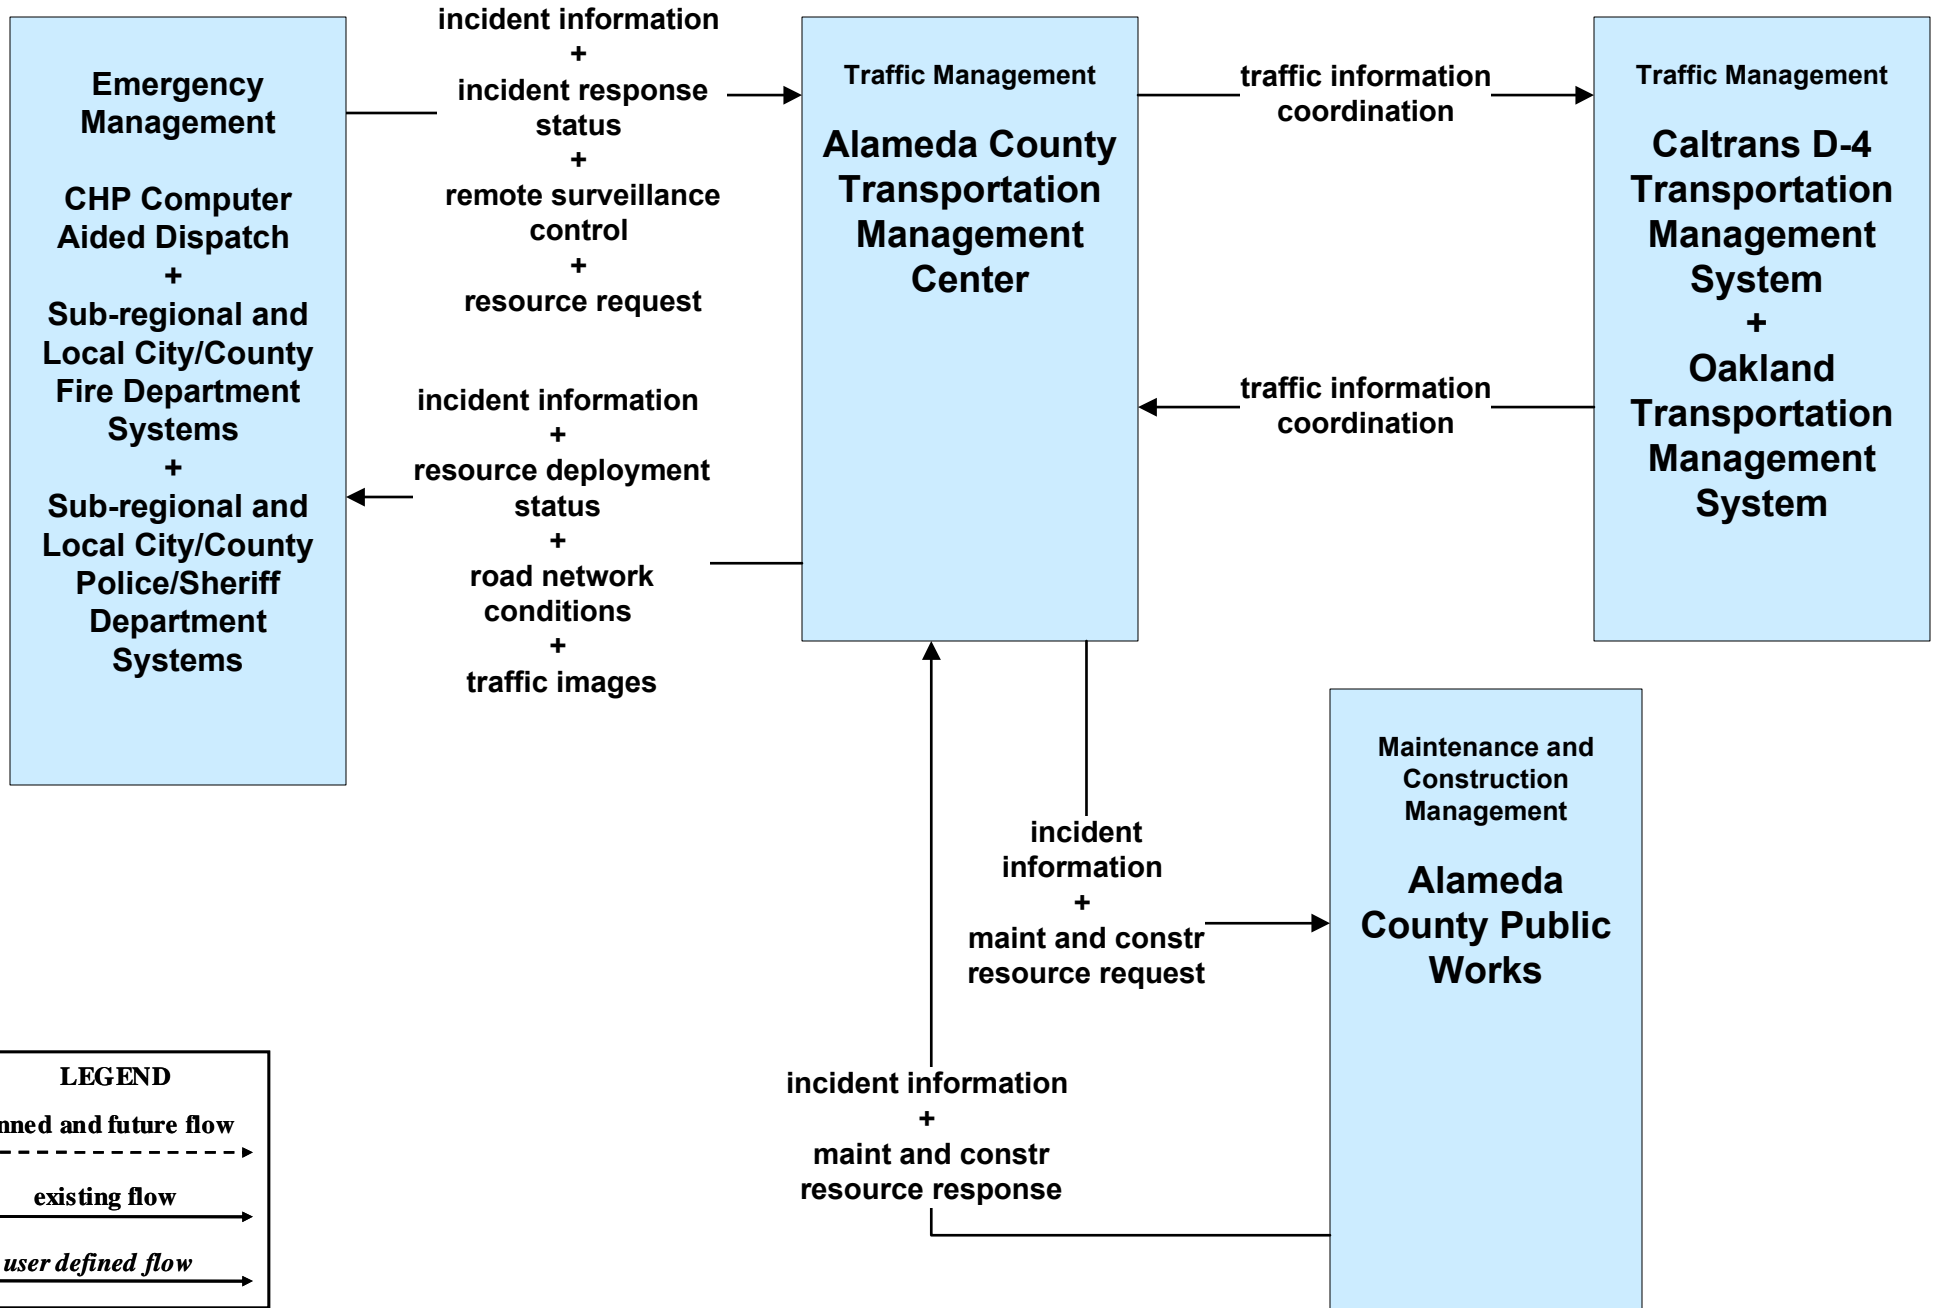 Emergency
Management
CHP Computer
Aided Dispatch
+
Sub-regional and
Local City/County
Fire Department
Systems
+
Sub-regional and
Local City/County
Police/Sheriff
Department
Systems
incident information
+
incident response
status
+
remote surveillance
control
+
resource request
incident information
+
resource deployment
status
+
road network
conditions
+
traffic images
Traffic Management
Alameda County
Transportation
Management
Center
traffic information
coordination
traffic information
coordination
Traffic Management
Caltrans D-4
Transportation
Management
System
+
Oakland
Transportation
Management
System
incident
information
+
maint and constr
resource request
Maintenance and
Construction
Management
Alameda
County Public
Works
incident information
+
maint and constr
resource response
LEGEND
nned and future flow
existing flow
user defined flow